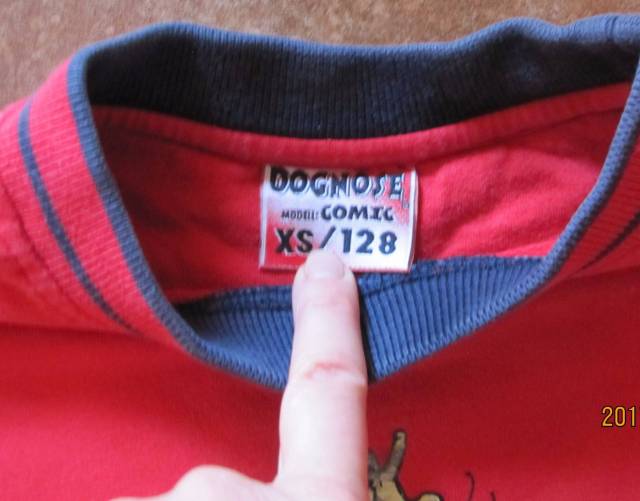 DOGNOSE
MODELL: COMIC
XS/128
201